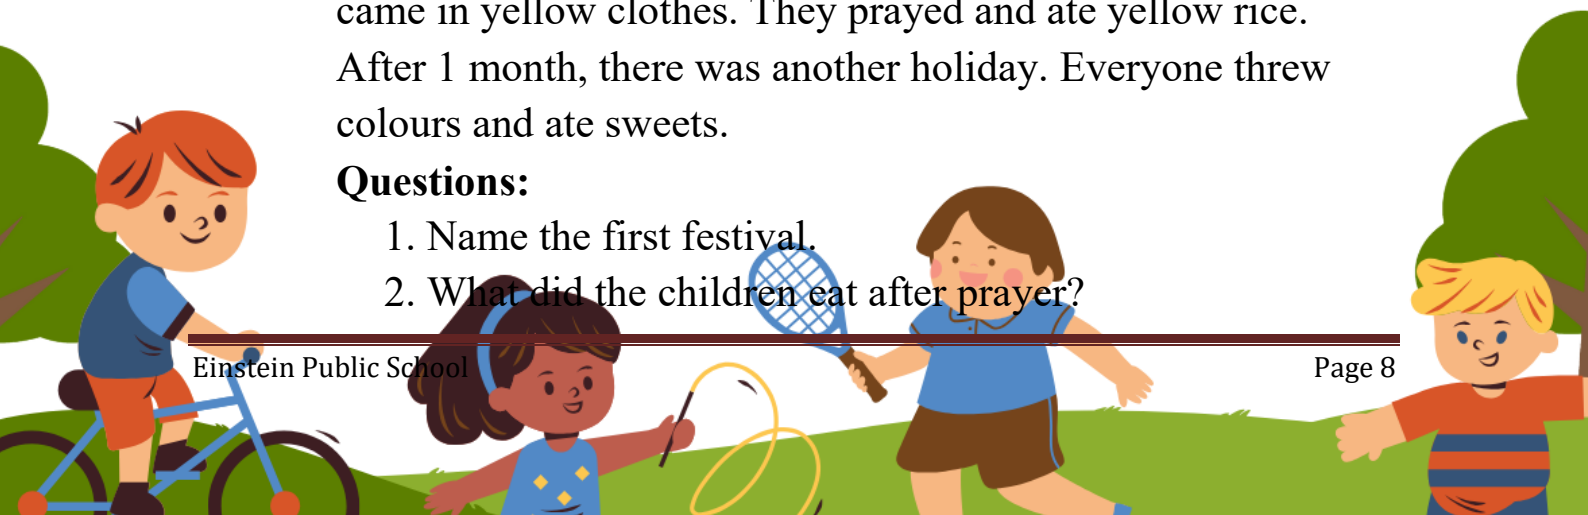 came in yellow clothes. They prayed and ate yellow rice.
After 1 month, there was another holiday. Everyone threw
colours and ate sweets.
Questions:
1. Name the first festival.
2. What did the children eat after prayer?
Einstein Public School
Page 8